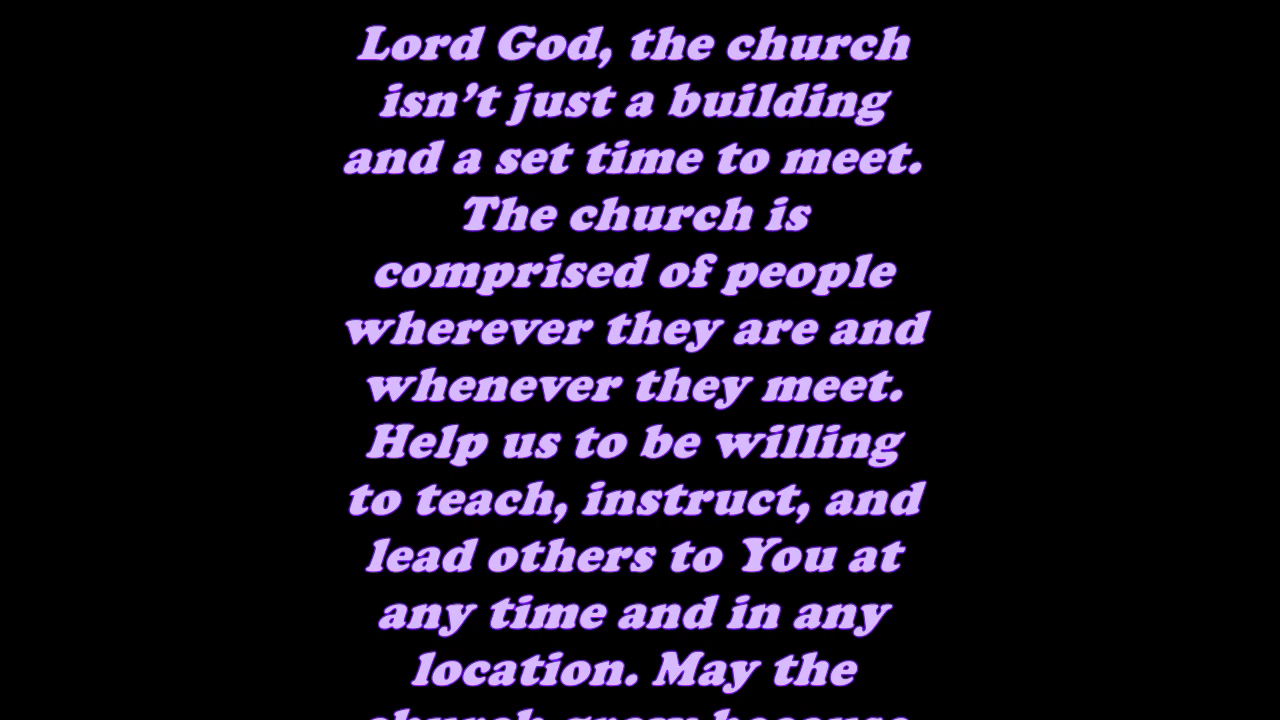 Lord God, the church
isn’t just a building
and a set time to meet.
The church is
comprised of people
wherever they are and
whenever they meet.
Help us to be willing
to teach, instruct, and
lead others to You at
any time and in any
location. May the